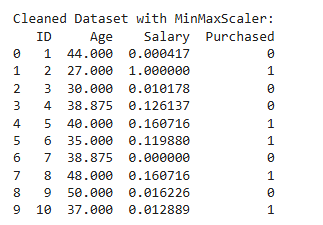 Cleaned Dataset with MinMaxScaler:
   ID     Age    Salary  Purchased
0   1  44.000  0.000417          0
1   2  27.000  1.000000          1
2   3  30.000  0.010178          0
3   4  38.875  0.126137          0
4   5  40.000  0.160716          1
5   6  35.000  0.119880          1
6   7  38.875  0.000000          0
7   8  48.000  0.160716          1
8   9  50.000  0.016226          0
9  10  37.000  0.012889          1